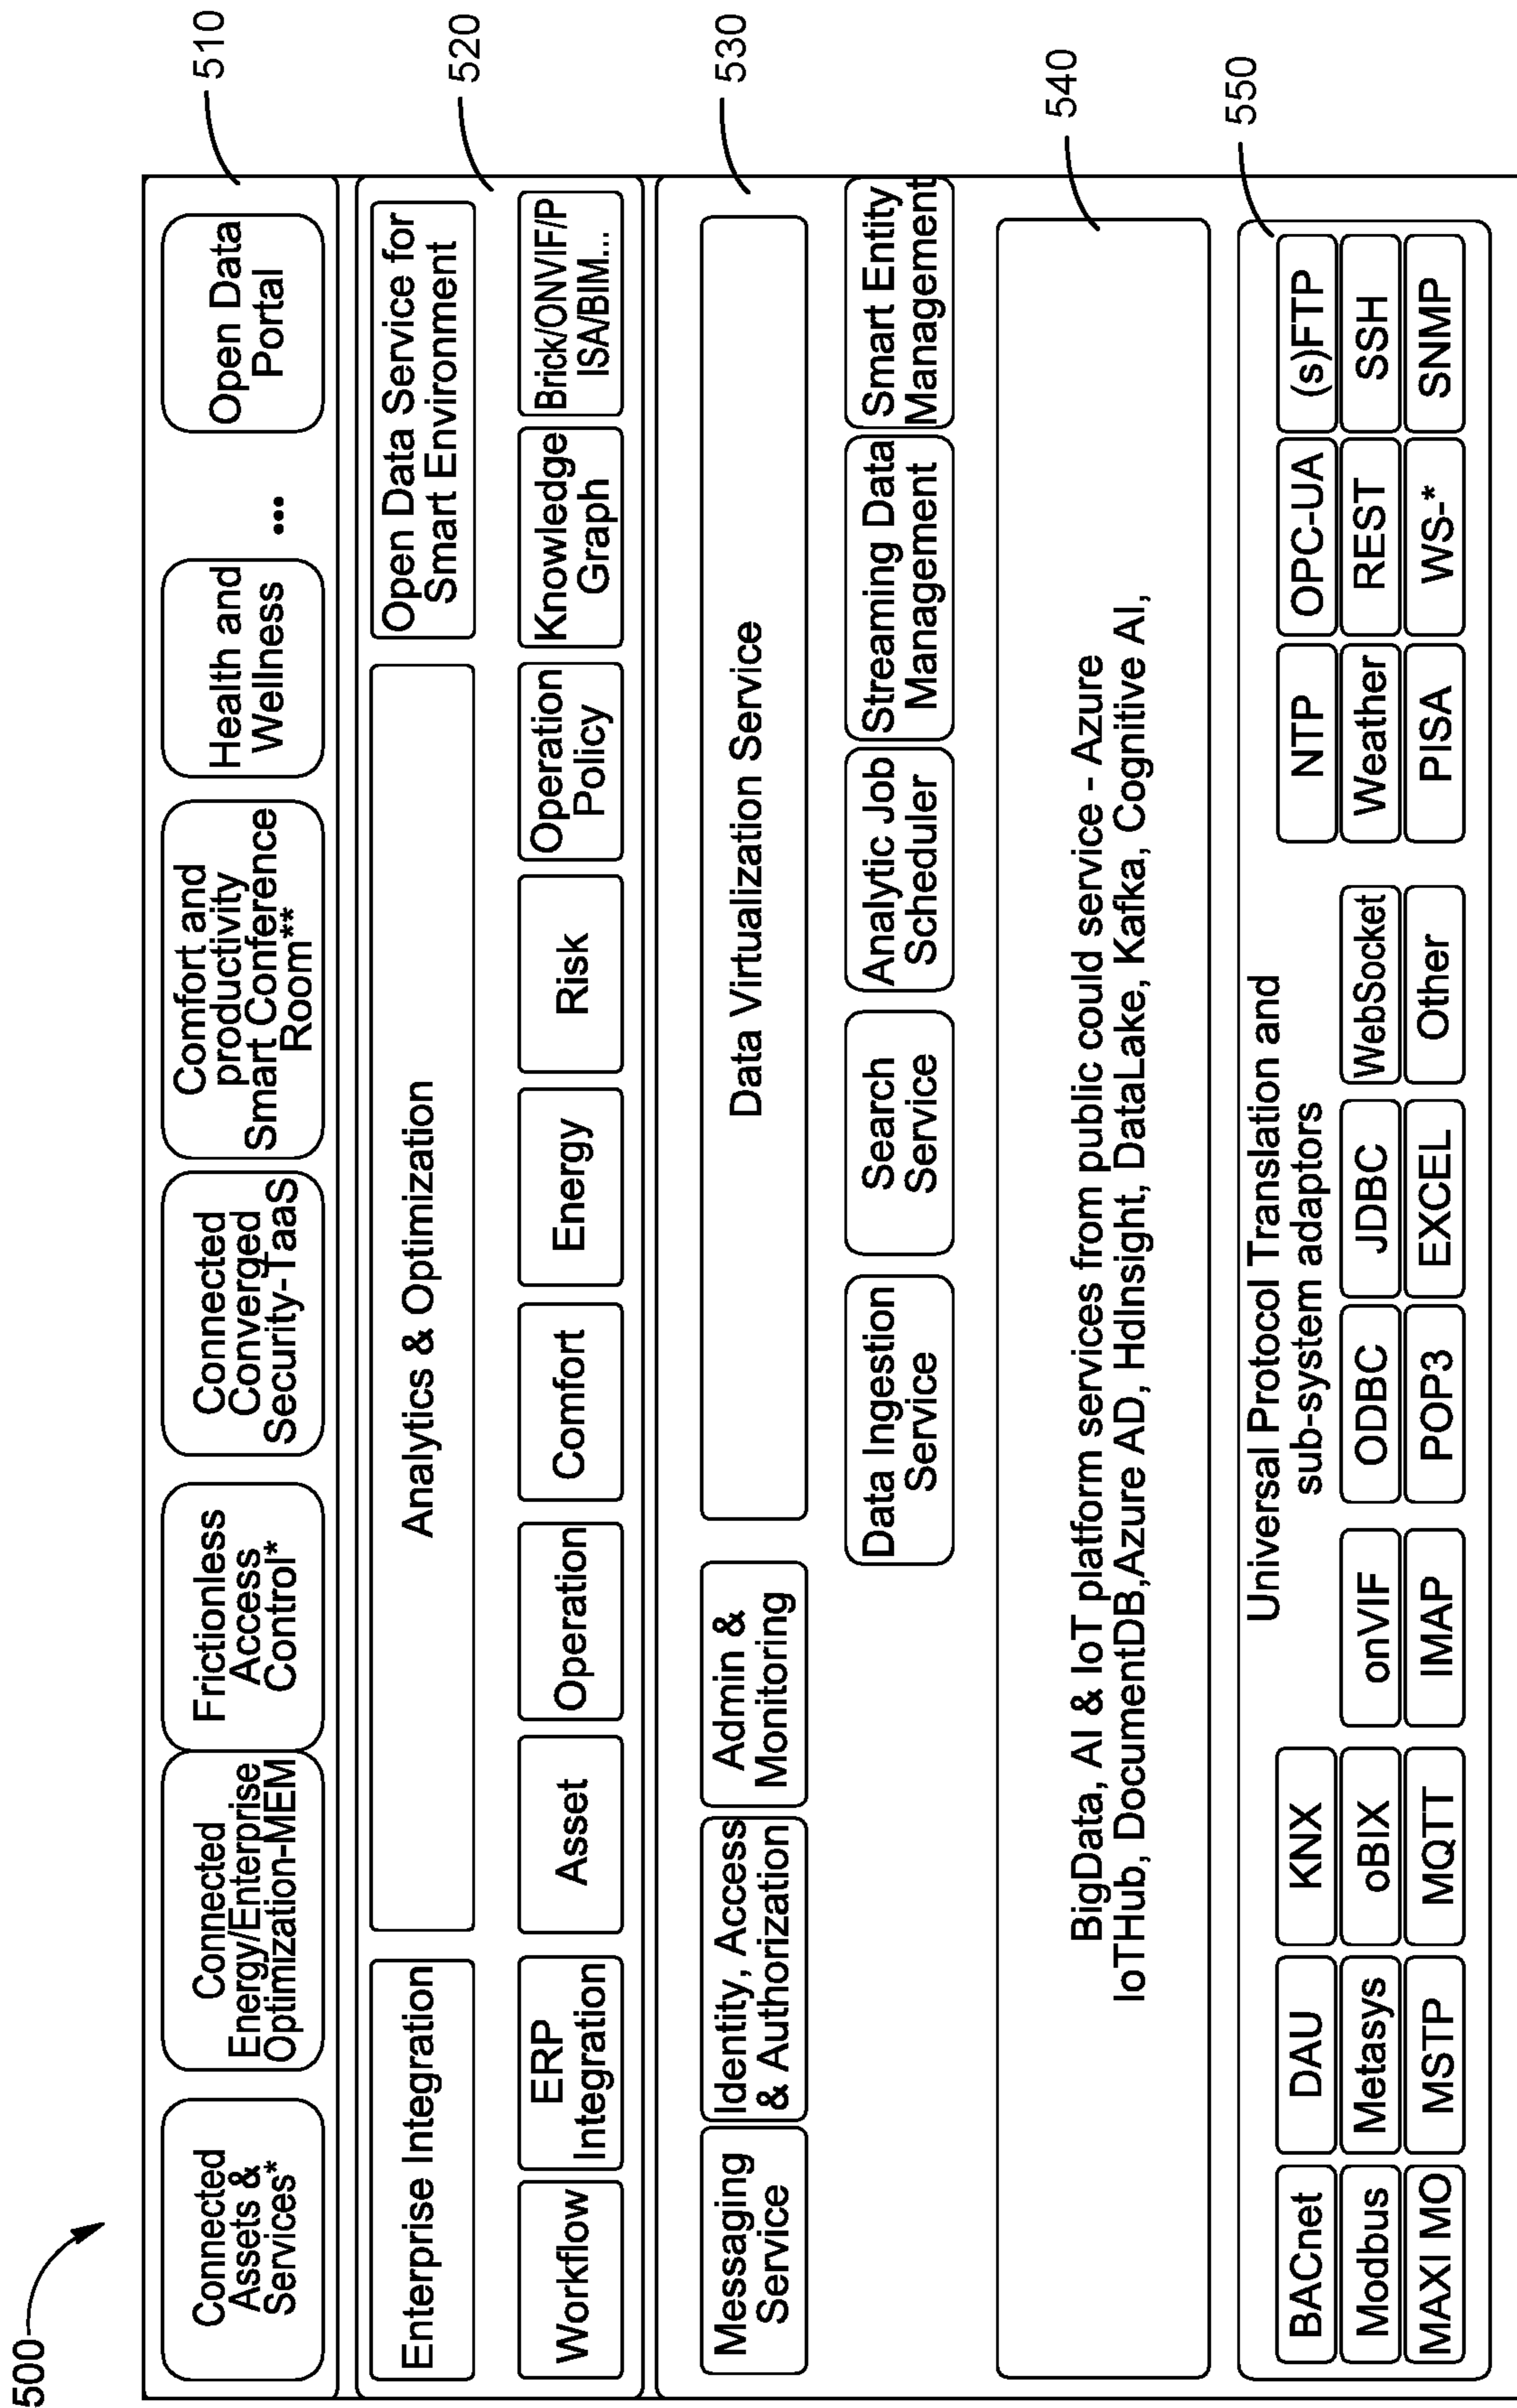 500
510
Connected
Assets &
Services*
Connected
Energy/Enterprise
Optimization-MEM
Frictionless
Access
Control*
Connected
Converged
Security-TaaS
Comfort and
productivity
Smart Conference
Room**
Health and
Wellness
...
Open Data
Portal
520
Enterprise Integration
Analytics & Optimization
Open Data Service for
Smart Environment
Workflow
ERP
Integration
Asset
Operation
Comfort
Energy
Risk
Operation
Policy
Knowledge
Graph
Brick/ONVIF/P
ISA/BIM...
530
Messaging
Service
Identity, Access
& Authorization
Admin &
Monitoring
Data Virtualization Service
Data Ingestion
Service
Search
Service
Analytic Job
Scheduler
Streaming Data
Management
Smart Entity
Management
540
BigData, AI & IoT platform services from public could service - Azure
IoTHub, DocumentDB,Azure AD, HdInsight, DataLake, Kafka, Cognitive AI,
550
Universal Protocol Translation and
sub-system adaptors
BACnet
DAU
KNX
NTP
OPC-UA
(s)FTP
Modbus
Metasys
oBIX
onVIF
ODBC
JDBC
WebSocket
Weather
REST
SSH
MAXI MO
MSTP
MQTT
IMAP
POP3
EXCEL
Other
PISA
WS-*
SNMP